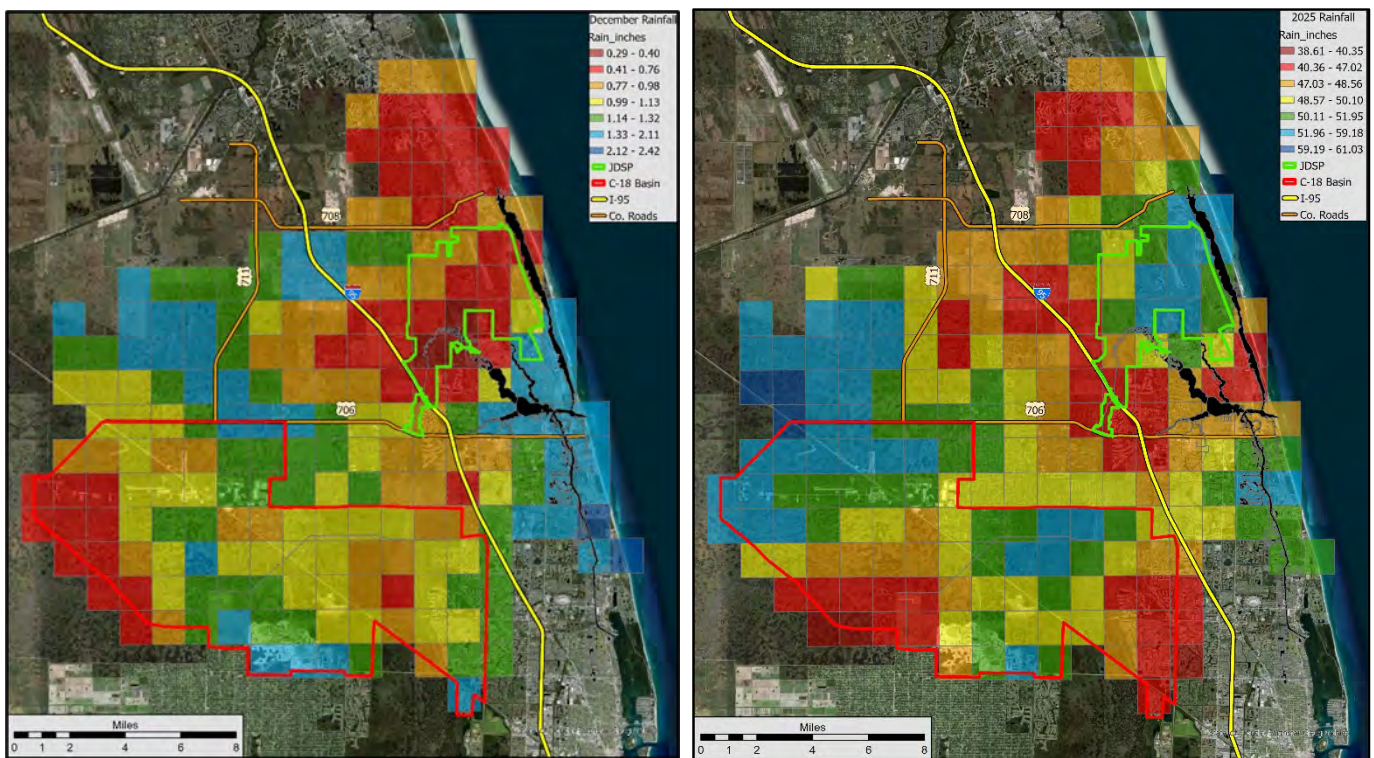 December Rainfall
Rain_inches
0.29 - 0.40
0.41 - 0.76
0.77 - 0.98
0.99 - 1.13
1.14 - 1.32
1.33 - 2.11
2.12 - 2.42
JDSP
C-18 Basin
I-95
Co. Roads
708
711
95
706
Miles
0 1 2 4 6 8
2025 Rainfall
Rain_inches
38.61 - 40.35
40.36 - 47.02
47.03 - 48.56
48.57 - 50.10
50.11 - 51.95
51.96 - 59.18
59.19 - 61.03
JDSP
C-18 Basin
I-95
Co. Roads
708
711
95
706
Miles
0 1 2 4 6 8